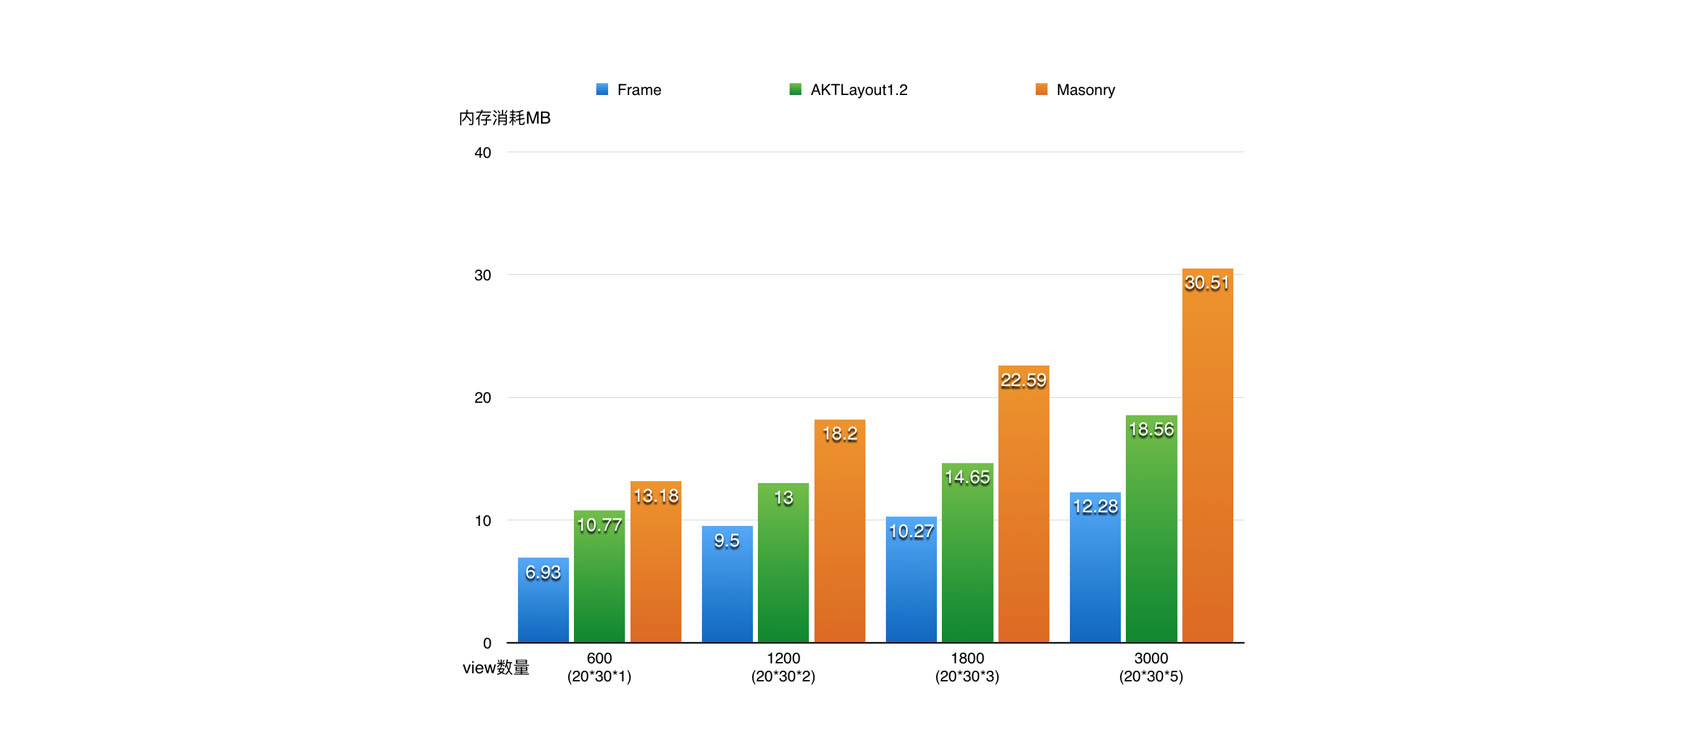 Frame AKTLayout1.2 Masonry
内存消耗MB
40
30
20
10
0
6.93 10.77 13.18 9.5 13 18.2 10.27 14.65 22.59 12.28 18.56 30.51
view数量
600 1200 1800 3000
(20*30*1) (20*30*2) (20*30*3) (20*30*5)